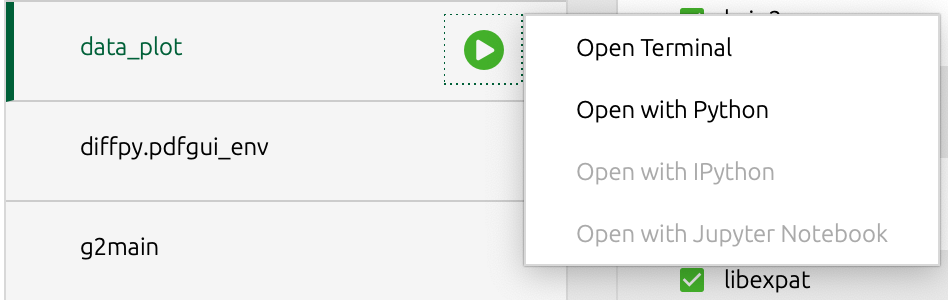 data_plot
Open Terminal
Open with Python
diffpy.pdfgui_env
Open with IPython
Open with Jupyter Notebook
g2main
libexpat